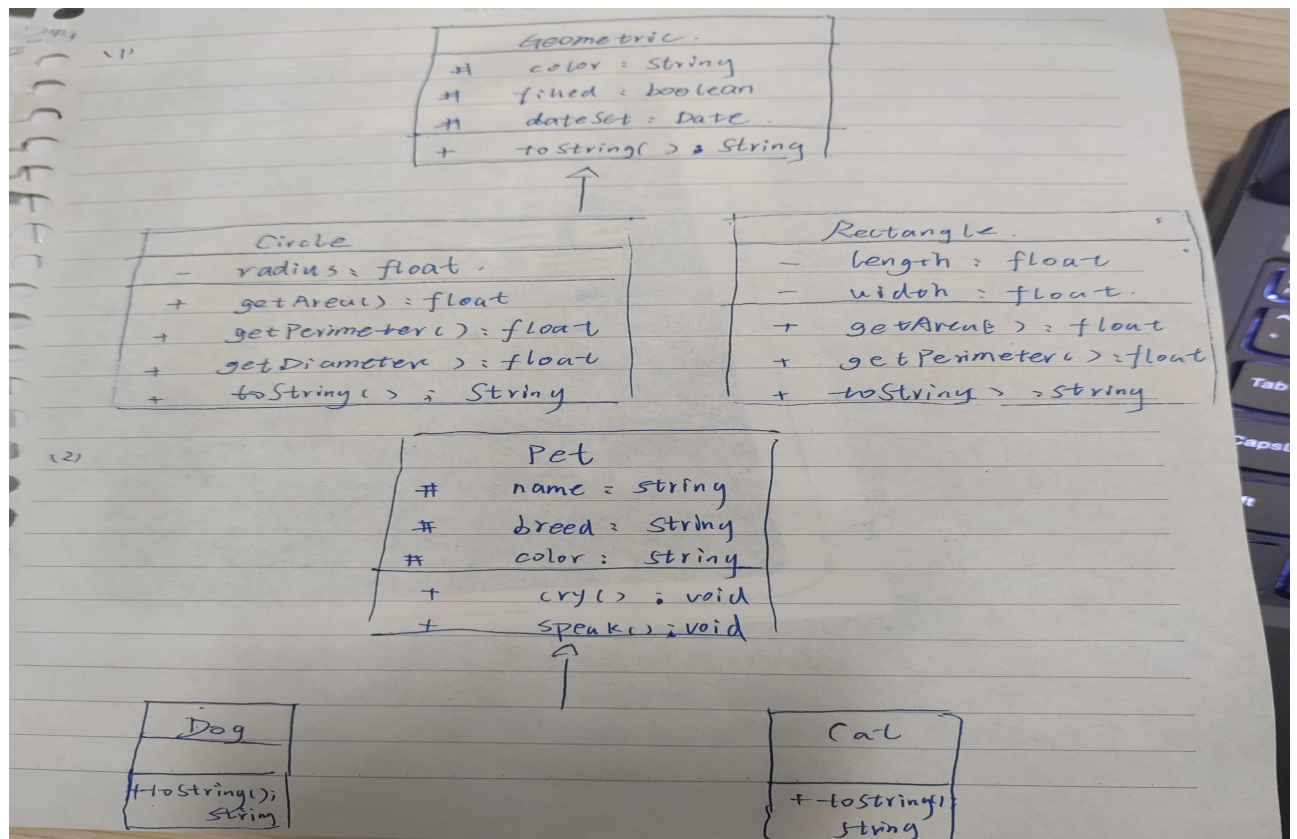 (1)
Geometric.
# color : String
# filled : boolean
# dateSet : Date.
+ toString() : String
Circle
- radius : float.
+ getArea() : float
+ getPerimeter() : float
+ getDiameter() : float
+ toString() : String
Rectangle.
- length : float
- width : float.
+ getArea() : float
+ getPerimeter() : float
+ toString() : string
(2)
Pet
# name : string
# breed : string
# color : string
+ cry() : void
+ speak() : void
Dog
+ toString();
string
Cat
+ toString():
string
Tab